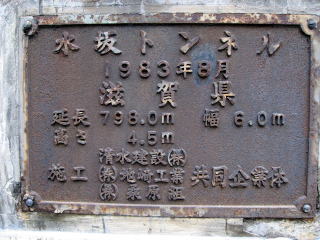 水坂トンネル
1983年8月
滋賀県
延長 798.0m 幅 6.0m
高さ 4.5m
清水建設㈱
施工 ㈱地崎工業 共同企業体
㈱桑原組